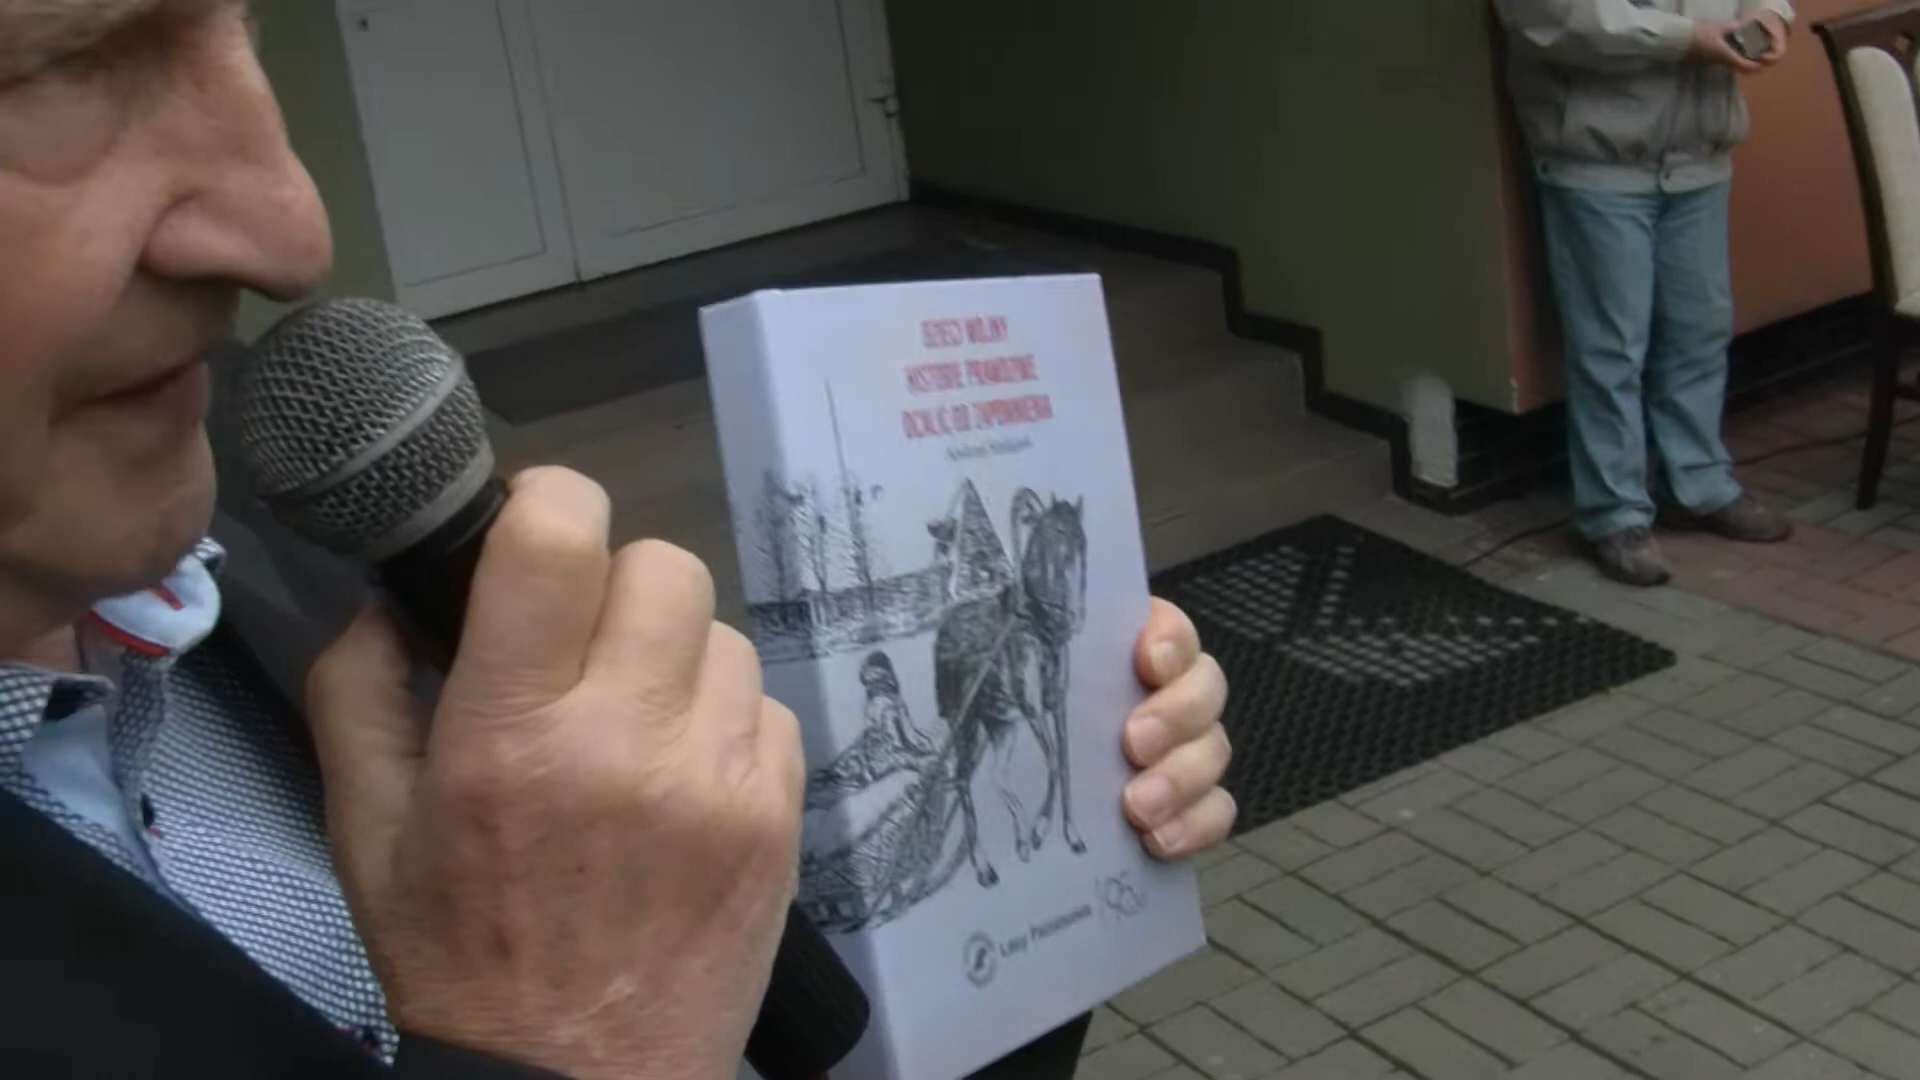 DZIECI WOJNY
HISTORIE PRAWDZIWE
OCALIĆ OD ZAPOMNIENIA
Lasy Państwowe